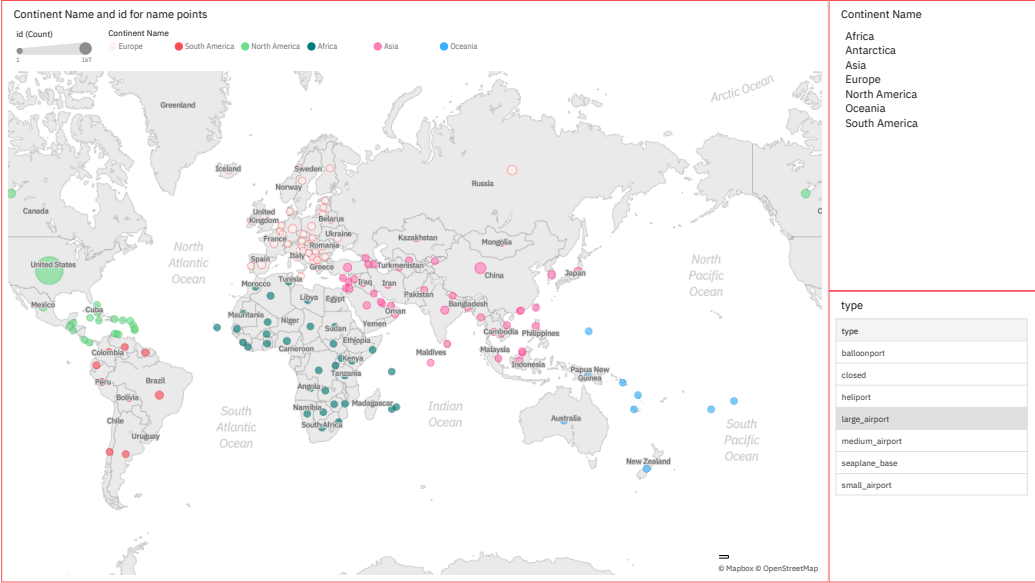 Continent Name and id for name points
id (Count)
1
167
Continent Name
Europe
South America
North America
Africa
Asia
Oceania
Arctic Ocean
Greenland
Iceland
Sweden
Norway
Russia
Canada
C
United Kingdom
Belarus
Ukraine
France
Romania
Kazakhstan
Mongolia
North Atlantic Ocean
North Pacific Ocean
United States
Spain
Italy
Greece
Turkmenistan
China
Japan
Morocco
Tunisia
Iraq
Iran
Pakistan
Mexico
Cuba
Libya
Egypt
Oman
Bangladesh
Mauritania
Niger
Sudan
Yemen
Cambodia
Philippines
Colombia
Cameroon
Ethiopia
Kenya
Maldives
Malaysia
Indonesia
Papua New Guinea
Peru
Brazil
Tanzania
Bolivia
Angola
Namibia
Madagascar
South Atlantic Ocean
Indian Ocean
Chile
South Africa
Australia
South Pacific Ocean
Uruguay
New Zealand
© Mapbox © OpenStreetMap
Continent Name
Africa
Antarctica
Asia
Europe
North America
Oceania
South America
type
type
balloonport
closed
heliport
large_airport
medium_airport
seaplane_base
small_airport